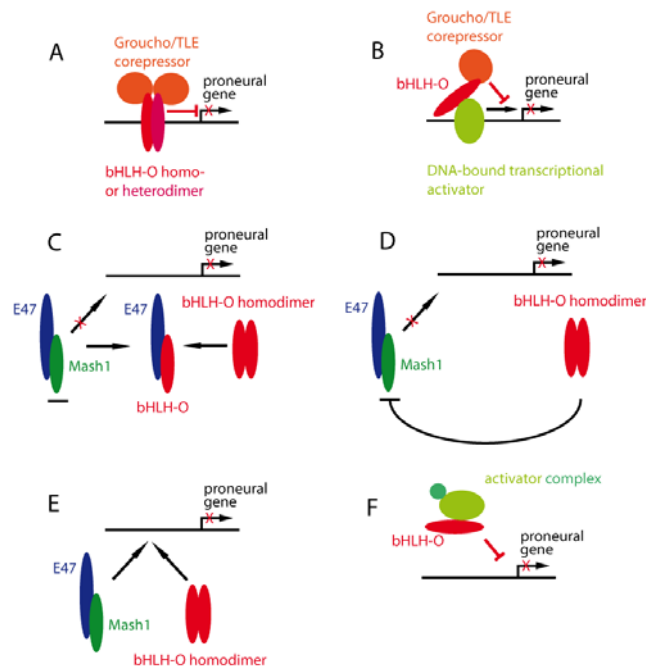 A
Groucho/TLE
corepressor
proneural
gene
bHLH-O homo-
or heterodimer
B
Groucho/TLE
corepressor
bHLH-O
proneural
gene
DNA-bound transcriptional
activator
C
proneural
gene
E47
E47
bHLH-O homodimer
Mash1
bHLH-O
D
proneural
gene
E47
bHLH-O homodimer
Mash1
E
proneural
gene
E47
Mash1
bHLH-O homodimer
F
activator complex
bHLH-O
proneural
gene